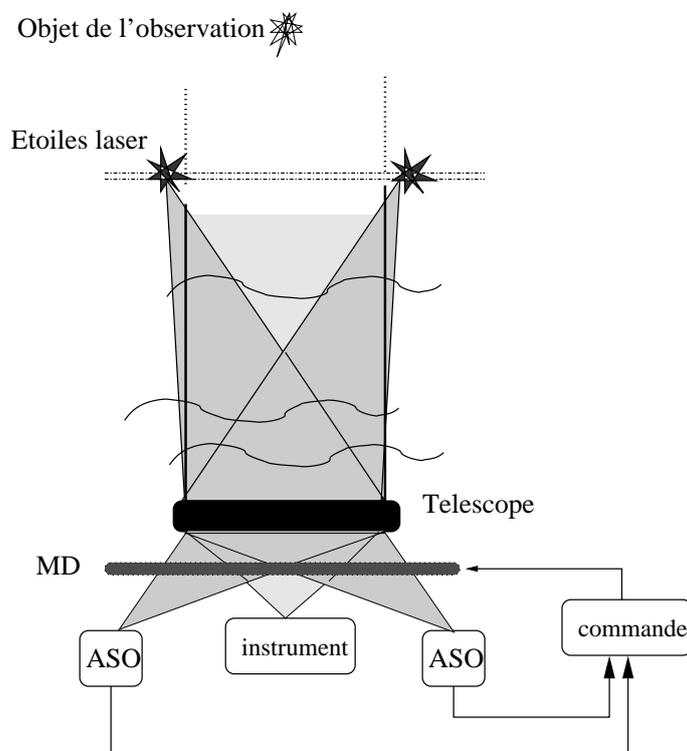 Objet de l'observation
Etoiles laser
Telescope
MD
ASO
instrument
ASO
commande